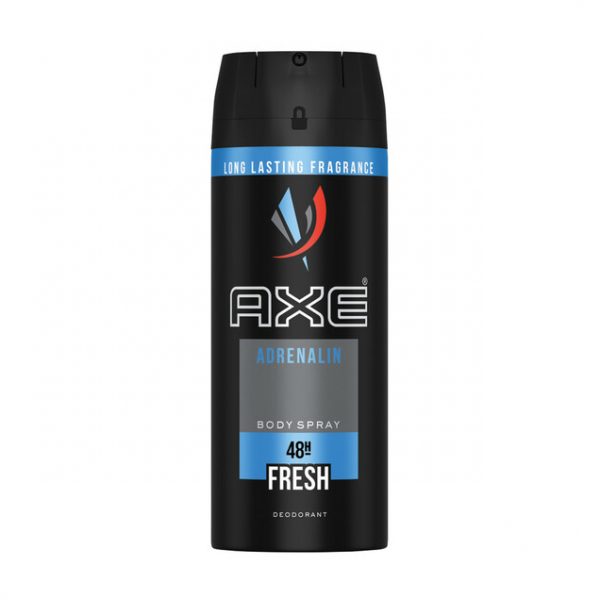 LONG LASTING FRAGRANCE
AXE®
ADRENALIN
BODY SPRAY
48H
FRESH
DEODORANT